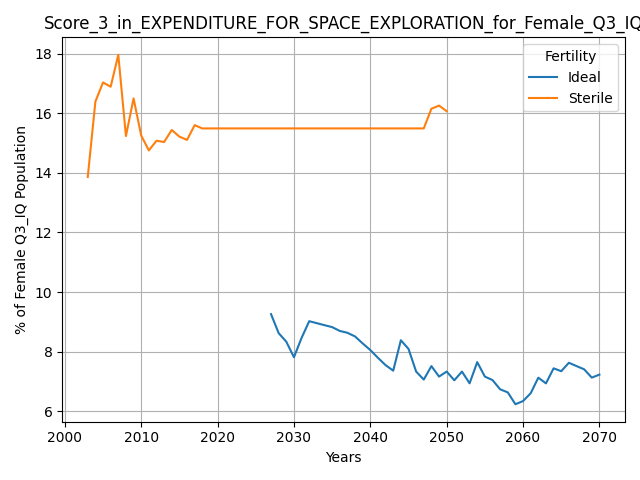 Score_3_in_EXPENDITURE_FOR_SPACE_EXPLORATION_for_Female_Q3_IQ
Fertility
Ideal
Sterile
% of Female Q3_IQ Population
18
16
14
12
10
8
6
2000 2010 2020 2030 2040 2050 2060 2070
Years